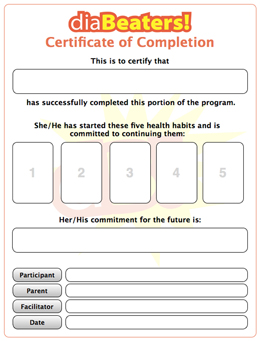 diaBeaters!
Certificate of Completion
This is to certify that
has successfully completed this portion of the program.
She/He has started these five health habits and is
committed to continuing them:
1 2 3 4 5
Her/His commitment for the future is:
Participant
Parent
Facilitator
Date